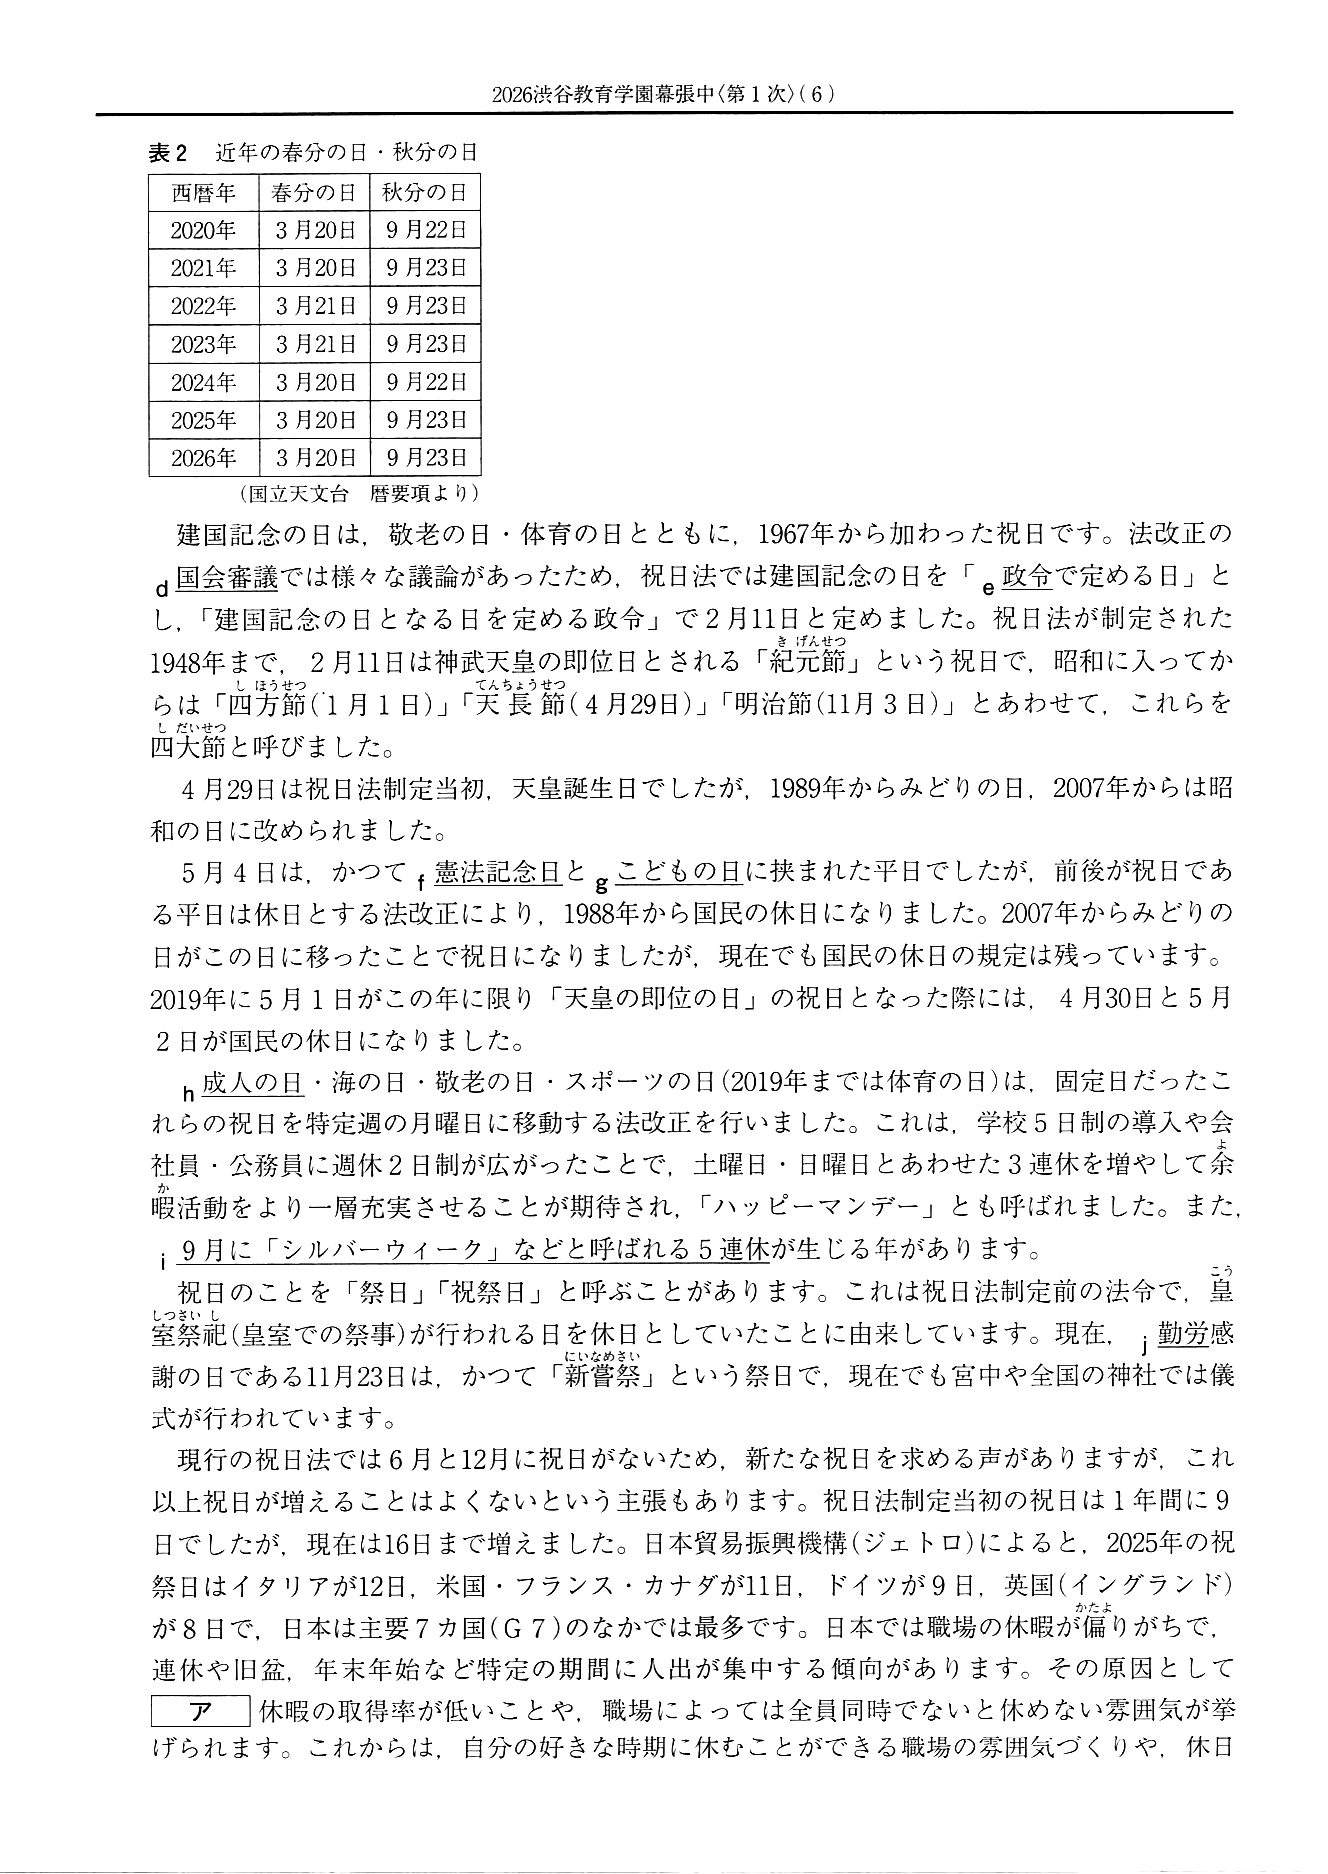 2026渋谷教育学園幕張中〈第１次〉(６)
表２　近年の春分の日・秋分の日
西暦年　春分の日　秋分の日
2020年　３月20日　９月22日
2021年　３月20日　９月23日
2022年　３月21日　９月23日
2023年　３月21日　９月23日
2024年　３月20日　９月22日
2025年　３月20日　９月23日
2026年　３月20日　９月23日
(国立天文台　暦要項より)
建国記念の日は，敬老の日・体育の日とともに，1967年から加わった祝日です。法改正の
d国会審議では様々な議論があったため，祝日法では建国記念の日を「e政令で定める日」と
し，「建国記念の日となる日を定める政令」で２月11日と定めました。祝日法が制定された
き げんせつ
1948年まで，２月11日は神武天皇の即位日とされる「紀元節」という祝日で，昭和に入ってか
し ほうせつ　てんちょうせつ
らは「四方節(１月１日)」「天長節(４月29日)」「明治節(11月３日)」とあわせて，これらを
し だいせつ
四大節と呼びました。
４月29日は祝日法制定当初，天皇誕生日でしたが，1989年からみどりの日，2007年からは昭
和の日に改められました。
５月４日は，かつてf憲法記念日とgこどもの日に挟まれた平日でしたが，前後が祝日であ
る平日は休日とする法改正により，1988年から国民の休日になりました。2007年からみどりの
日がこの日に移ったことで祝日になりましたが，現在でも国民の休日の規定は残っています。
2019年に５月１日がこの年に限り「天皇の即位の日」の祝日となった際には，４月30日と５月
２日が国民の休日になりました。
h成人の日・海の日・敬老の日・スポーツの日(2019年までは体育の日)は，固定日だったこ
れらの祝日を特定週の月曜日に移動する法改正を行いました。これは，学校５日制の導入や会
よ
社員・公務員に週休２日制が広がったことで，土曜日・日曜日とあわせた３連休を増やして余
か
暇活動をより一層充実させることが期待され，「ハッピーマンデー」とも呼ばれました。また，
i９月に「シルバーウィーク」などと呼ばれる５連休が生じる年があります。
こう
祝日のことを「祭日」「祝祭日」と呼ぶことがあります。これは祝日法制定前の法令で，皇
しつさい し
室祭祀(皇室での祭事)が行われる日を休日としていたことに由来しています。現在，j勤労感
にいなめさい
謝の日である11月23日は，かつて「新嘗祭」という祭日で，現在でも宮中や全国の神社では儀
式が行われています。
現行の祝日法では６月と12月に祝日がないため，新たな祝日を求める声がありますが，これ
以上祝日が増えることはよくないという主張もあります。祝日法制定当初の祝日は１年間に９
日でしたが，現在は16日まで増えました。日本貿易振興機構(ジェトロ)によると，2025年の祝
祭日はイタリアが12日，米国・フランス・カナダが11日，ドイツが９日，英国(イングランド)
かたよ
が８日で，日本は主要７カ国(Ｇ７)のなかでは最多です。日本では職場の休暇が偏りがちで，
連休や旧盆，年末年始など特定の期間に人出が集中する傾向があります。その原因として
ア休暇の取得率が低いことや，職場によっては全員同時でないと休めない雰囲気が挙
げられます。これからは，自分の好きな時期に休むことができる職場の雰囲気づくりや，休日